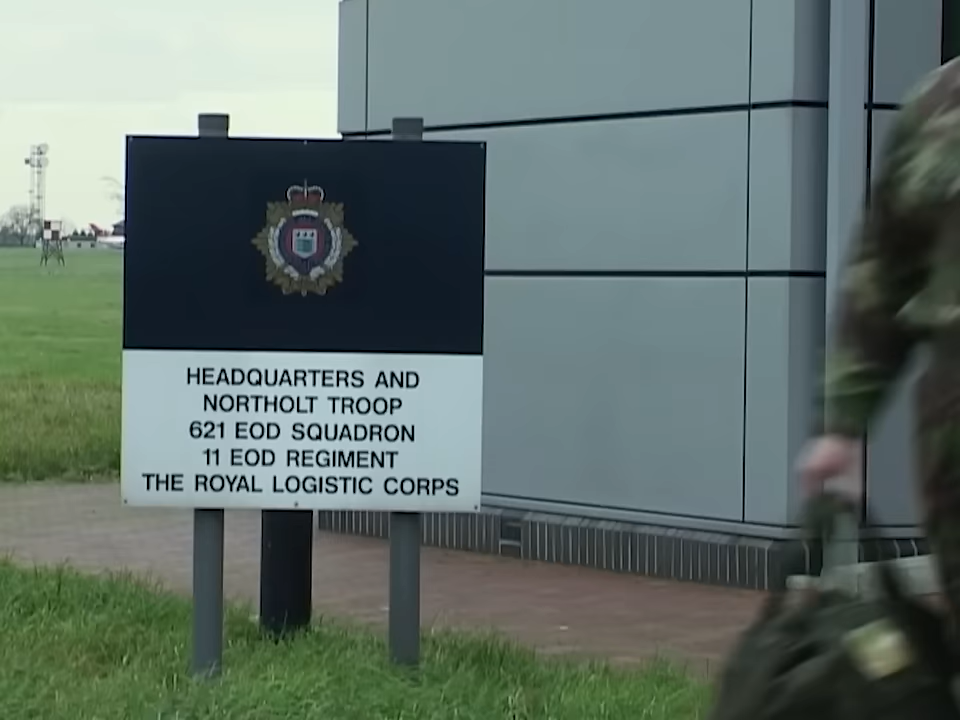 HEADQUARTERS AND
NORTHOLT TROOP
621 EOD SQUADRON
11 EOD REGIMENT
THE ROYAL LOGISTIC CORPS